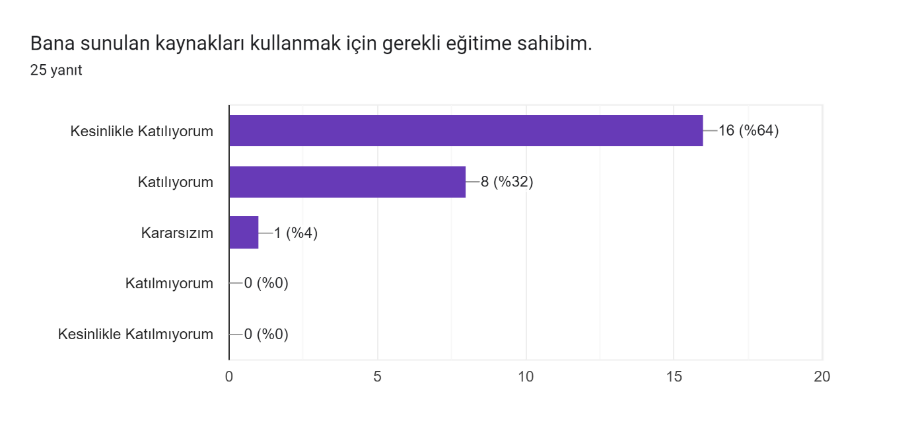 Bana sunulan kaynakları kullanmak için gerekli eğitime sahibim.
25 yanıt
Kesinlikle Katılıyorum
16 (%64)
Katılıyorum
8 (%32)
Kararsızım
1 (%4)
Katılmıyorum
0 (%0)
Kesinlikle Katılmıyorum
0 (%0)
0 5 10 15 20